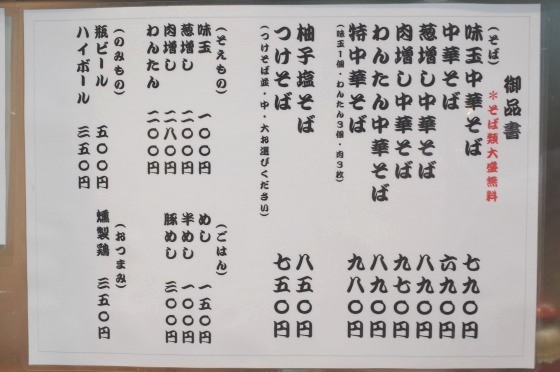 御品書
＊そば類大盛無料
(そば)
味玉中華そば 七九〇円
中華そば 六九〇円
葱増し中華そば 八九〇円
肉増し中華そば 九七〇円
わんたん中華そば 八九〇円
特中華そば 九八〇円
(味玉1個・わんたん3個・肉3枚)
柚子塩そば 八五〇円
つけそば 七五〇円
(つけそば並・中・大お選びください)
(そえもの)
味玉 一〇〇円
葱増し 二〇〇円
肉増し 二八〇円
わんたん 二〇〇円
(ごはん)
めし 一五〇円
半めし 一〇〇円
豚めし 三〇〇円
(のみもの)
瓶ビール 五〇〇円
ハイボール 三五〇円
(おつまみ)
燻製鶏 三五〇円